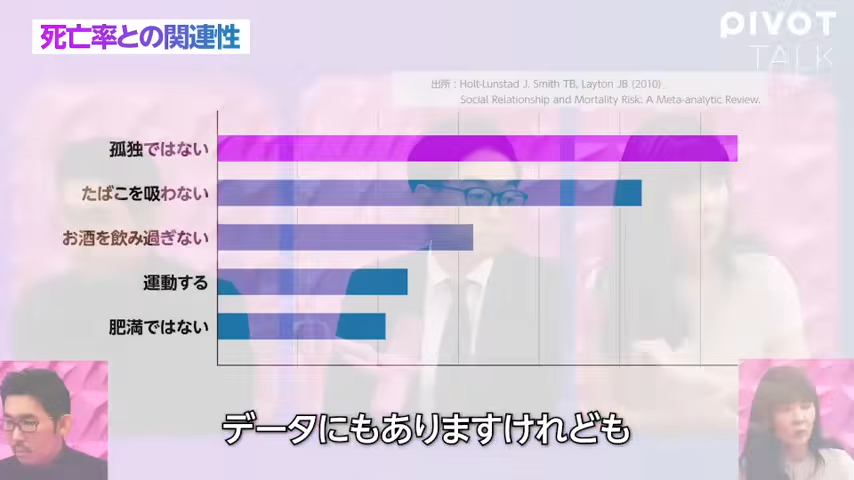 死亡率との関連性
PIVOT
TALK
出所 : Holt-Lunstad J. Smith TB, Layton JB (2010)
Social Relationship and Mortality Risk: A Meta-analytic Review.
孤独ではない
たばこを吸わない
お酒を飲み過ぎない
運動する
肥満ではない
データにもありますけれども